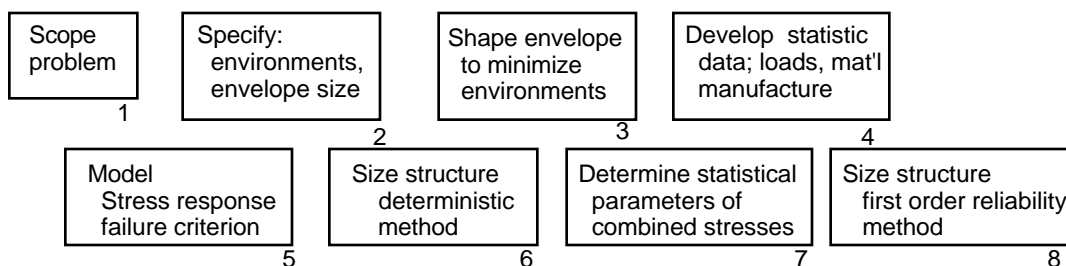 Scope
problem
1
Specify:
environments,
envelope size
2
Shape envelope
to minimize
environments
3
Develop statistic
data; loads, mat'l
manufacture
4
Model
Stress response
failure criterion
5
Size structure
deterministic
method
6
Determine statistical
parameters of
combined stresses
7
Size structure
first order reliability
method
8